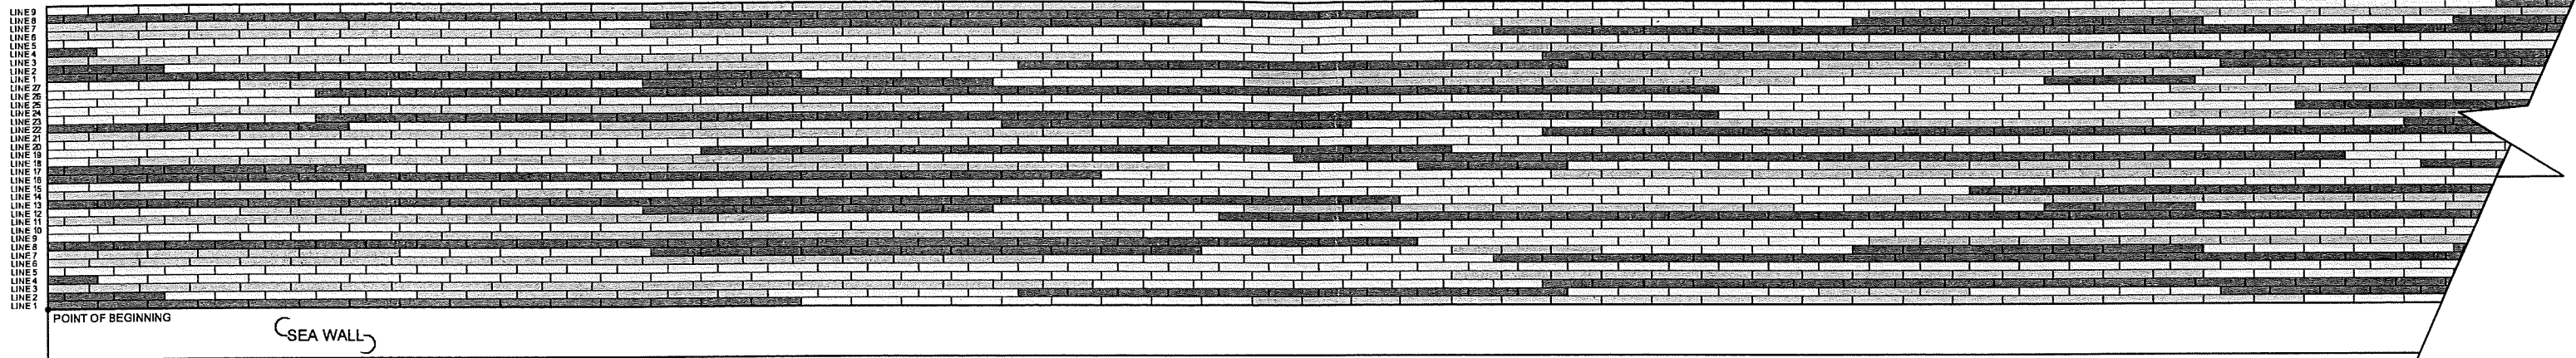 LINE 9
LINE 8
LINE 7
LINE 6
LINE 5
LINE 4
LINE 3
LINE 2
LINE 1
LINE 27
LINE 26
LINE 25
LINE 24
LINE 23
LINE 22
LINE 21
LINE 20
LINE 19
LINE 18
LINE 17
LINE 16
LINE 15
LINE 14
LINE 13
LINE 12
LINE 11
LINE 10
LINE 9
LINE 8
LINE 7
LINE 6
LINE 5
LINE 4
LINE 3
LINE 2
LINE 1
POINT OF BEGINNING
SEA WALL